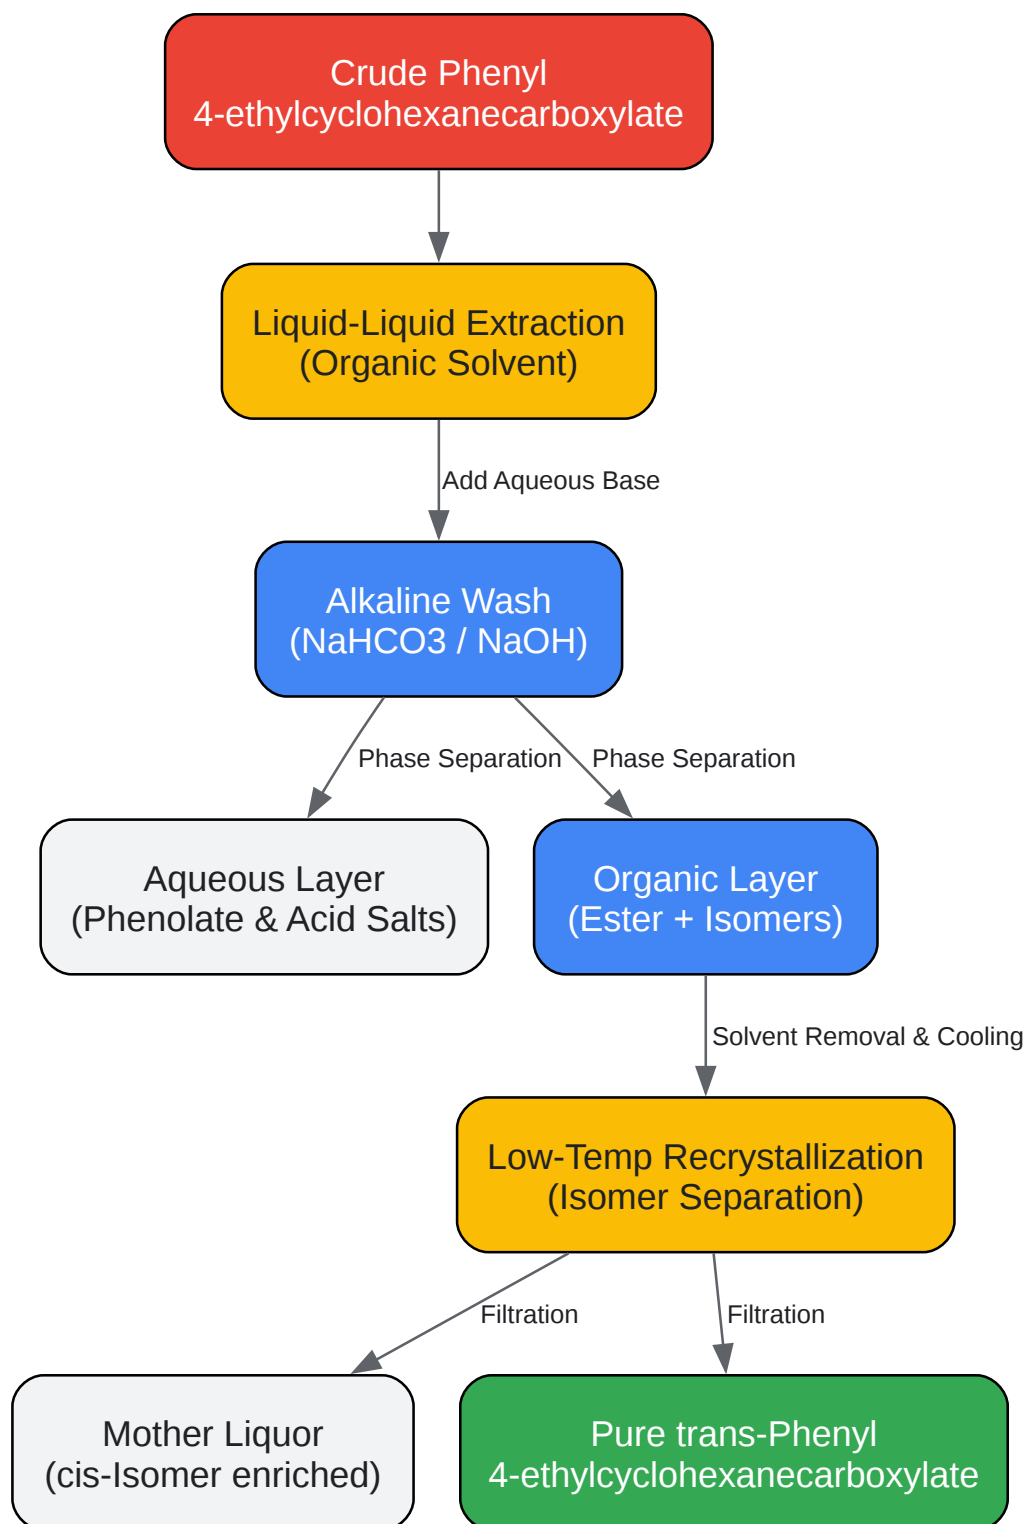 Crude Phenyl
4-ethylcyclohexanecarboxylate
Liquid-Liquid Extraction
(Organic Solvent)
Add Aqueous Base
Alkaline Wash
(NaHCO3 / NaOH)
Phase Separation
Phase Separation
Aqueous Layer
(Phenolate & Acid Salts)
Organic Layer
(Ester + Isomers)
Solvent Removal & Cooling
Low-Temp Recrystallization
(Isomer Separation)
Filtration
Filtration
Mother Liquor
(cis-Isomer enriched)
Pure trans-Phenyl
4-ethylcyclohexanecarboxylate